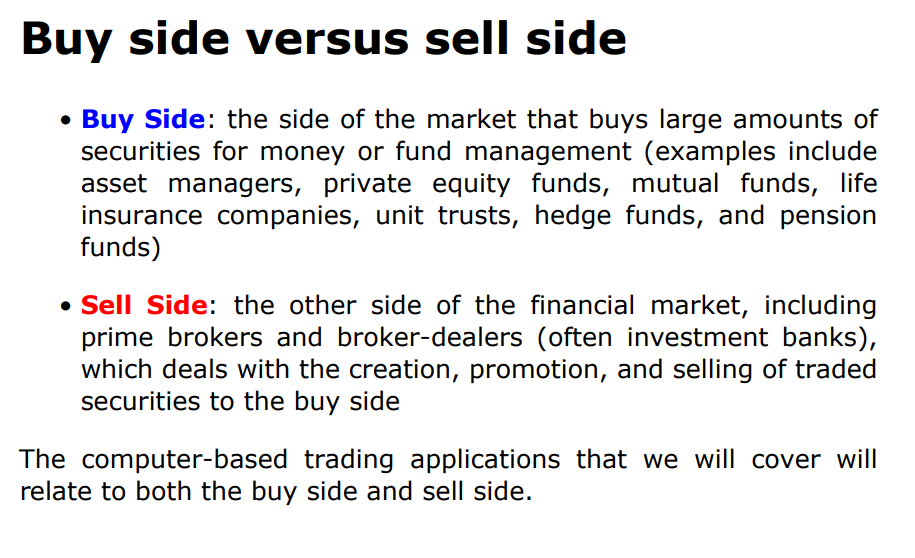 Buy side versus sell side
• Buy Side: the side of the market that buys large amounts of
securities for money or fund management (examples include
asset managers, private equity funds, mutual funds, life
insurance companies, unit trusts, hedge funds, and pension
funds)
• Sell Side: the other side of the financial market, including
prime brokers and broker-dealers (often investment banks),
which deals with the creation, promotion, and selling of traded
securities to the buy side
The computer-based trading applications that we will cover will
relate to both the buy side and sell side.